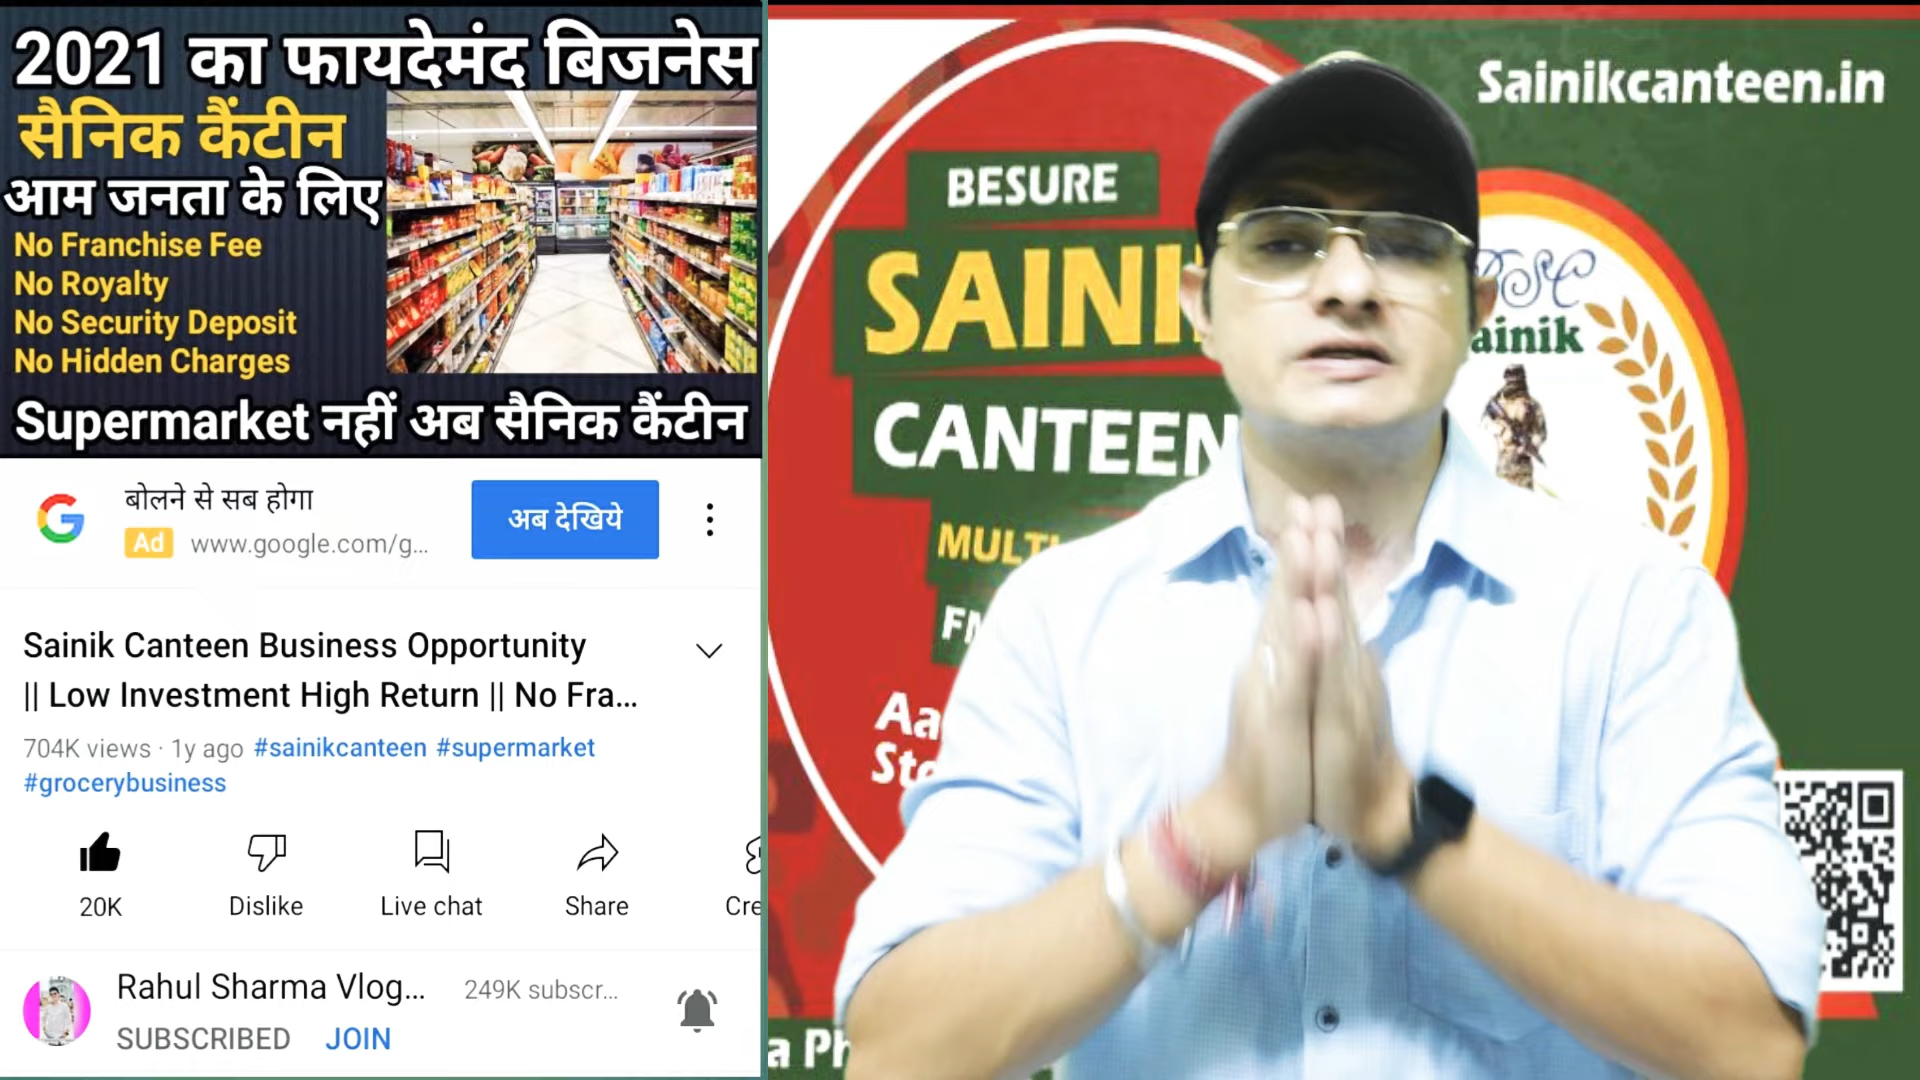 2021 का फायदेमंद बिजनेस
सैनिक कैंटीन
आम जनता के लिए
No Franchise Fee
No Royalty
No Security Deposit
No Hidden Charges
Supermarket नहीं अब सैनिक कैंटीन
बोलने से सब होगा
Ad www.google.com/g...
अब देखिये
Sainik Canteen Business Opportunity
|| Low Investment High Return || No Fra...
704K views · 1y ago #sainikcanteen #supermarket
#grocerybusiness
20K
Dislike
Live chat
Share
Cre
Rahul Sharma Vlog...
249K subscr...
SUBSCRIBED
JOIN
Sainikcanteen.in
BESURE
SAINI
CANTEEN
MULTI
ainik